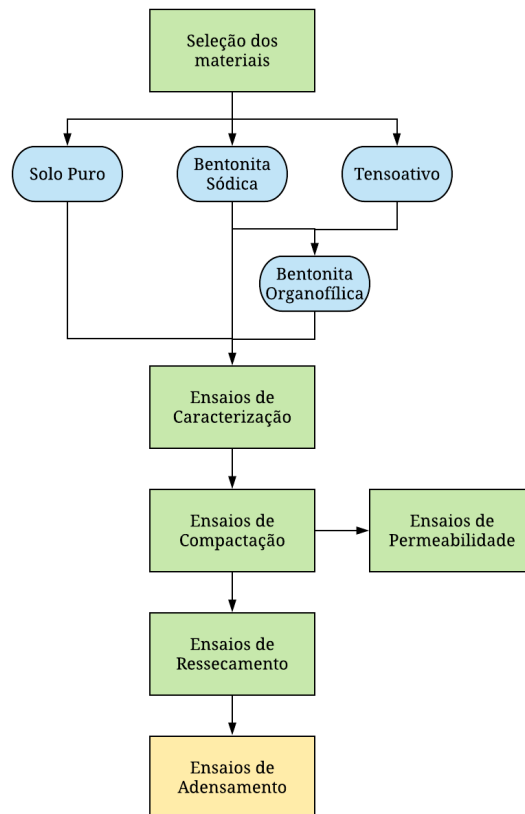 Seleção dos
materiais
Solo Puro
Bentonita
Sódica
Tensoativo
Bentonita
Organofílica
Ensaios de
Caracterização
Ensaios de
Compactação
Ensaios de
Permeabilidade
Ensaios de
Ressecamento
Ensaios de
Adensamento